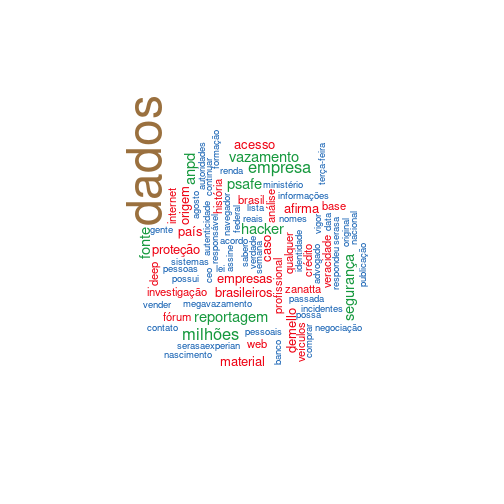 dados
acesso
vazamento
empresa
anpd
autoridades
continuar
formação
terça-feira
renda
psafe
ministério
internet
origem
agosto
história
navegador
brasil
análise
informações
lista
afirma
base
gente
país
autenticidade
responsável
federal
reais
nomes
vigor
data
serasa
original
nacional
fonte
hacker
acordo
proteção
saber
verdade
semana
caso
qualquer
identidade
crédito
advogado
veracidade
respondeu
segurança
publicação
deep
sistemas
pessoas
possui
ceo
lei
assine
empresas
profissional
zanatta
investigação
brasileiros
passada
vender
megavazamento
incidentes
possa
fórum
reportagem
demello
contato
milhões
pessoais
veículos
comprar
negociação
serasaexperian
web
banco
nascimento
material